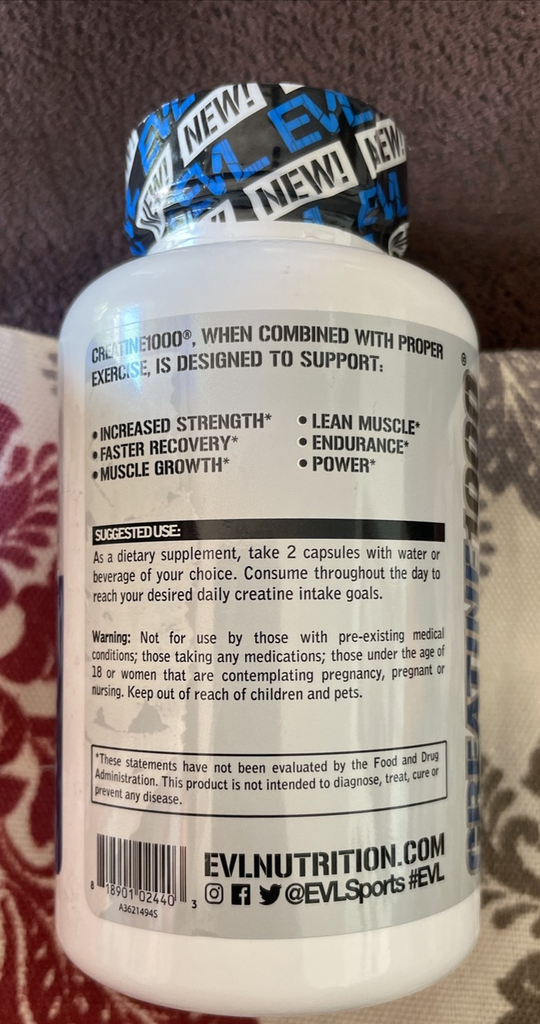 EVL NEW! EVL NEW!
NEW! EVL NEW! EVL
CREATINE1000®, WHEN COMBINED WITH PROPER
EXERCISE, IS DESIGNED TO SUPPORT:
• INCREASED STRENGTH*
• FASTER RECOVERY*
• MUSCLE GROWTH*
• LEAN MUSCLE*
• ENDURANCE*
• POWER*
SUGGESTED USE:
As a dietary supplement, take 2 capsules with water or
beverage of your choice. Consume throughout the day to
reach your desired daily creatine intake goals.
Warning: Not for use by those with pre-existing medical
conditions; those taking any medications; those under the age of
18 or women that are contemplating pregnancy, pregnant or
nursing. Keep out of reach of children and pets.
*These statements have not been evaluated by the Food and Drug
Administration. This product is not intended to diagnose, treat, cure or
prevent any disease.
8 18901 02440 3
A3621494S
EVLNUTRITION.COM
@EVLSports #EVL
CREATINE1000®